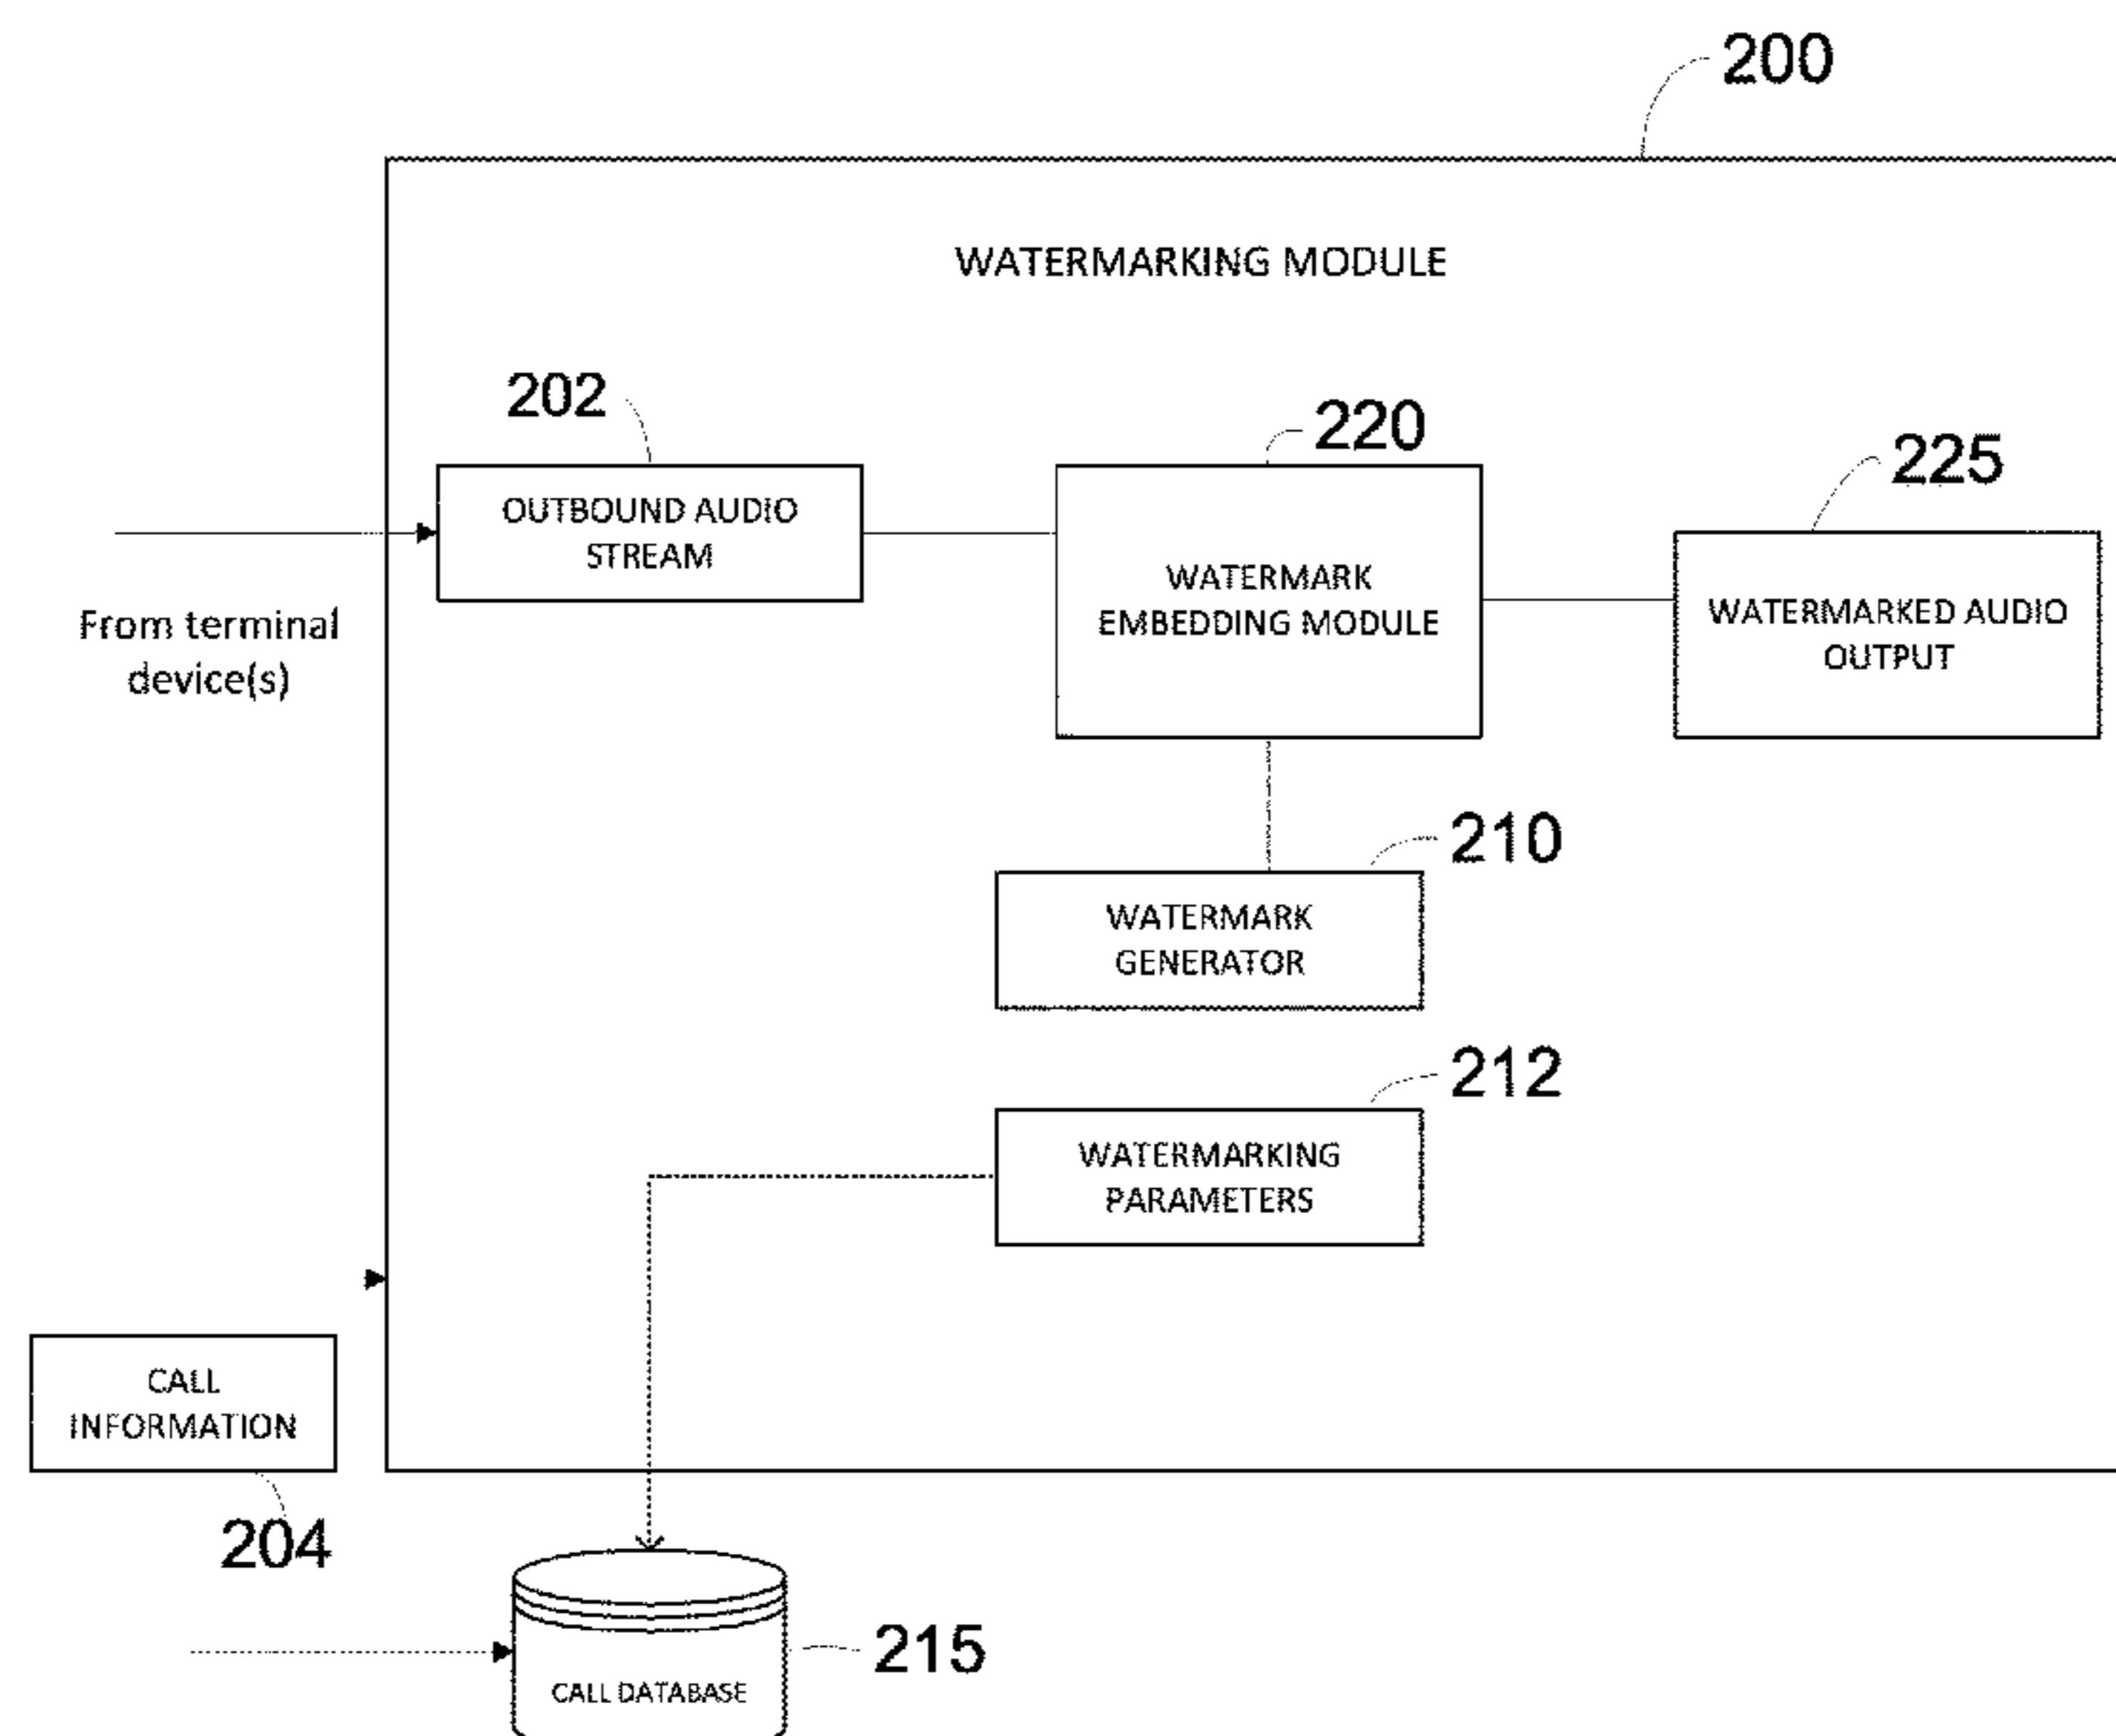 200
WATERMARKING MODULE
202
220
225
OUTBOUND AUDIO
STREAM
WATERMARK
EMBEDDING MODULE
WATERMARKED AUDIO
OUTPUT
From terminal
device(s)
210
WATERMARK
GENERATOR
212
WATERMARKING
PARAMETERS
CALL
INFORMATION
204
215
CALL DATABASE